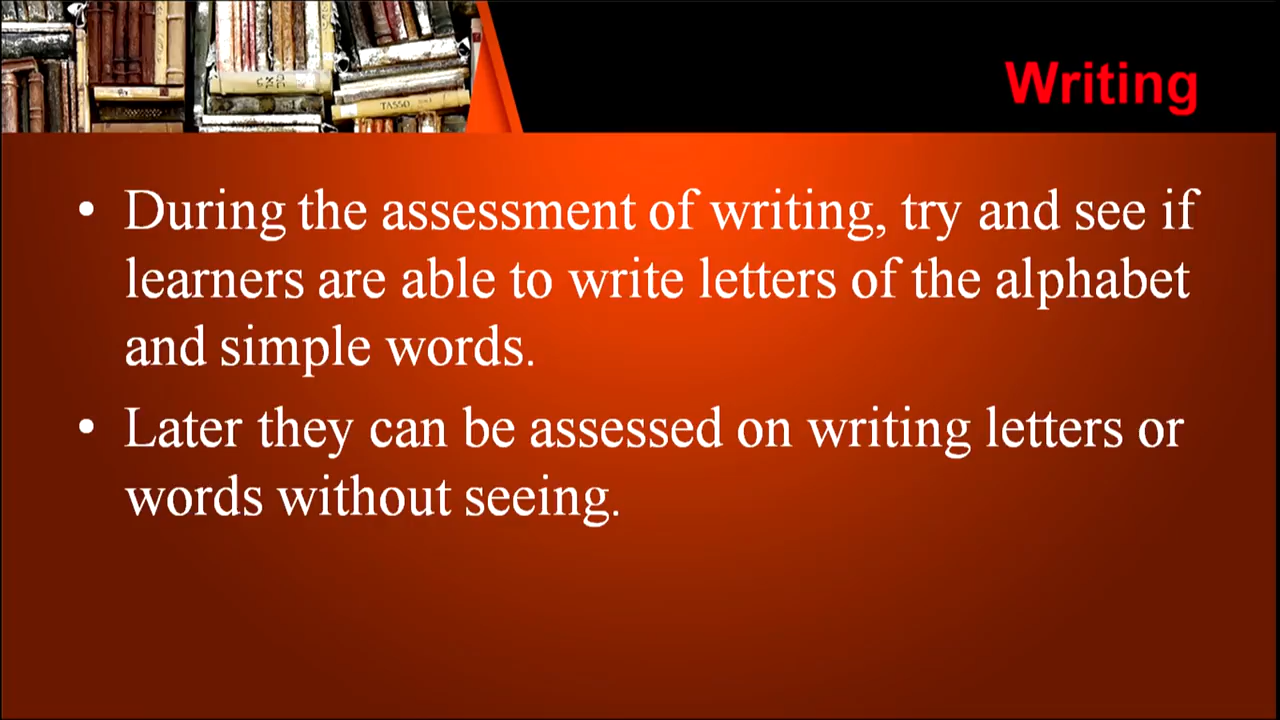 TASSO
Writing
• During the assessment of writing, try and see if
learners are able to write letters of the alphabet
and simple words.
• Later they can be assessed on writing letters or
words without seeing.